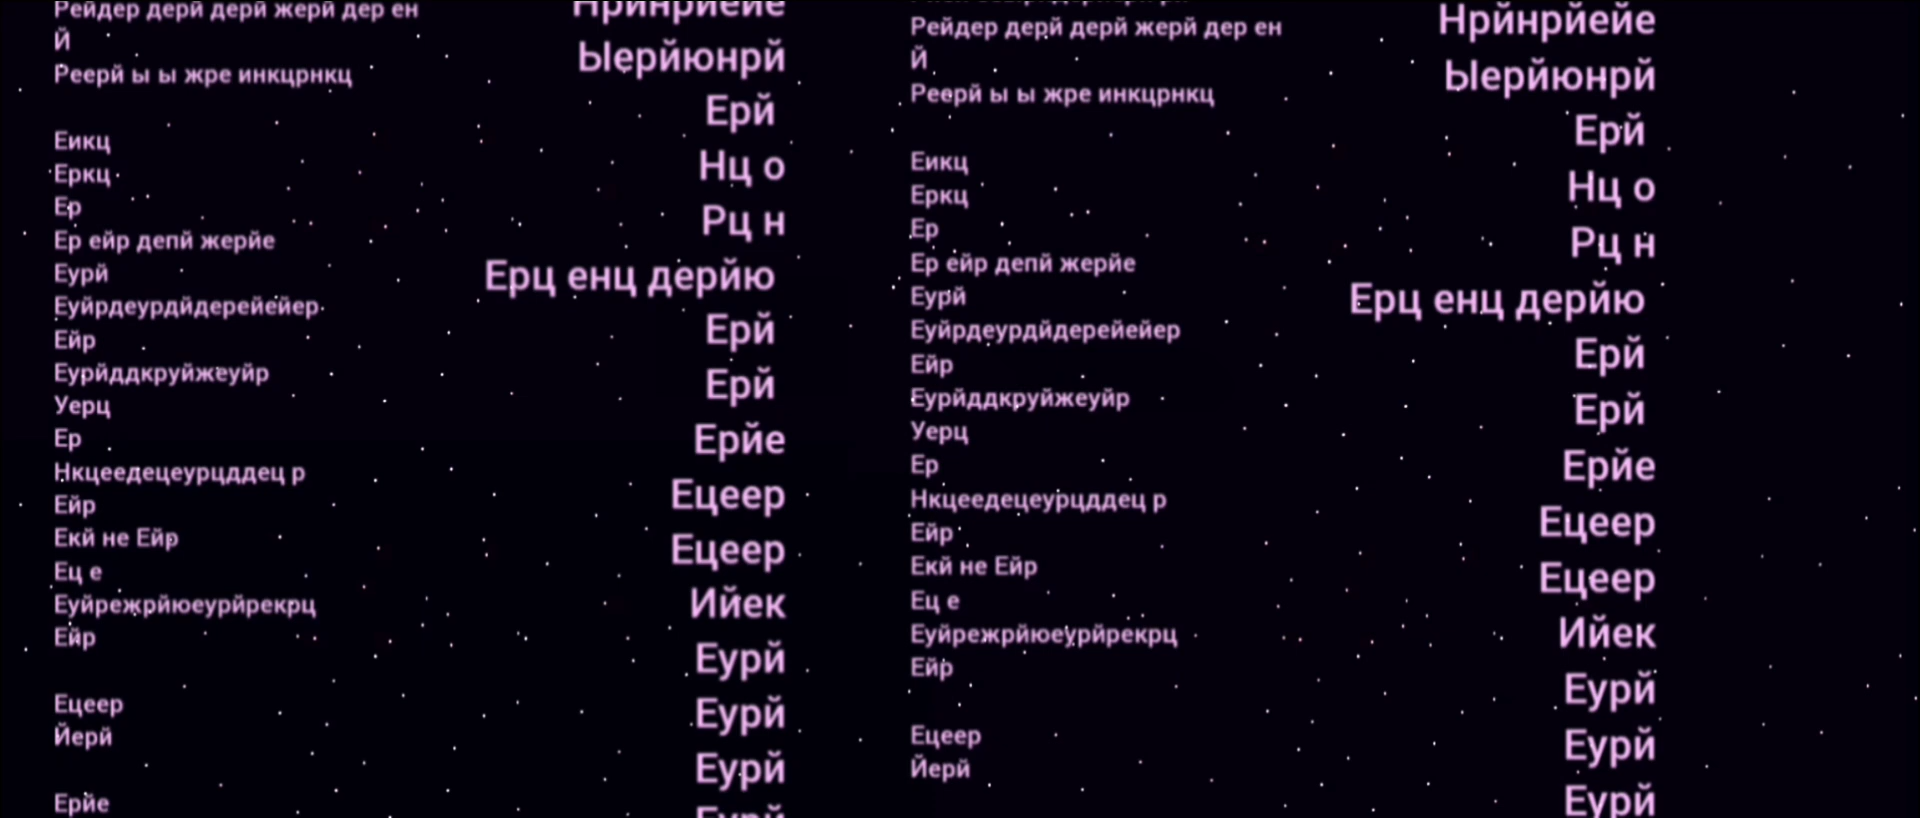 Рейдер дерй дерй жерй дер ен
Й
Реерй ы ы жре инкцрнкц
Еикц
Еркц
Ер
Ер ейр депй жерйе
Еурй
Еуйрдеурдйдерейейер
Ейр
Еурйддкруйжеуйр
Уерц
Ер
Нкцеедецеурцддец р
Ейр
Екй не Ейр
Ец е
Еуйрежрйюеурйрекрц
Ейр
Ецеер
Йерй
Ерйе
Нрйнрйейе
Ыерйюнрй
Ерй
Нц о
Рц н
Ерц енц дерйю
Ерй
Ерй
Ерйе
Ецеер
Ецеер
Ийек
Еурй
Еурй
Еурй
Еурй
Рейдер дерй дерй жерй дер ен
Й
Реерй ы ы жре инкцрнкц
Еикц
Еркц
Ер
Ер ейр депй жерйе
Еурй
Еуйрдеурдйдерейейер
Ейр
Еурйддкруйжеуйр
Уерц
Ер
Нкцеедецеурцддец р
Ейр
Екй не Ейр
Ец е
Еуйрежрйюеурйрекрц
Ейр
Ецеер
Йерй
Нрйнрйейе
Ыерйюнрй
Ерй
Нц о
Рц н
Ерц енц дерйю
Ерй
Ерй
Ерйе
Ецеер
Ецеер
Ийек
Еурй
Еурй
Еурй